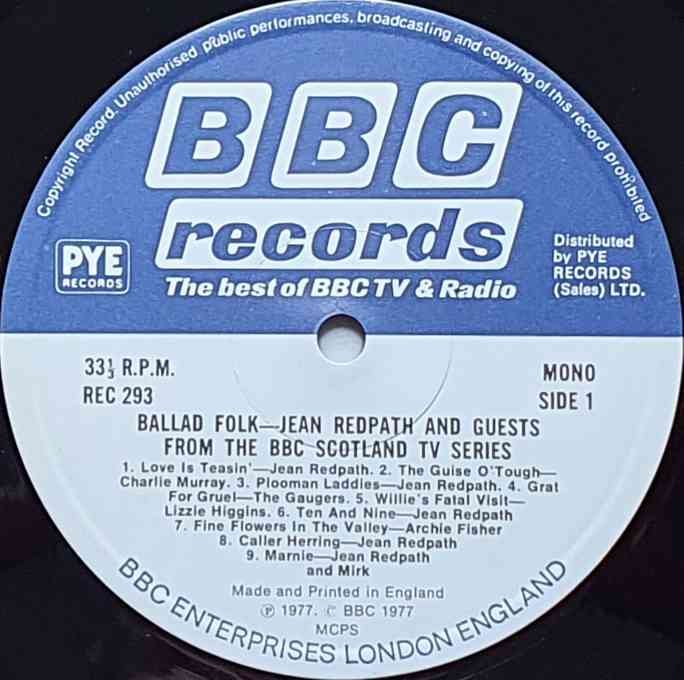 Copyright Record. Unauthorised public performances, broadcasting and copying of this record prohibited
BBC
records
The best of BBC TV & Radio
PYE
RECORDS
Distributed
by PYE
RECORDS
(Sales) LTD.
33⅓ R.P.M.
REC 293
MONO
SIDE 1
BALLAD FOLK—JEAN REDPATH AND GUESTS
FROM THE BBC SCOTLAND TV SERIES
1. Love Is Teasin'—Jean Redpath. 2. The Guise O'Tough—
Charlie Murray. 3. Plooman Laddies—Jean Redpath. 4. Grat
For Gruel—The Gaugers. 5. Willie's Fatal Visit—
Lizzie Higgins. 6. Ten And Nine—Jean Redpath
7. Fine Flowers In The Valley—Archie Fisher
8. Caller Herring—Jean Redpath
9. Marnie—Jean Redpath
and Mirk
Made and Printed in England
℗ 1977. © BBC 1977
MCPS
BBC ENTERPRISES LONDON ENGLAND